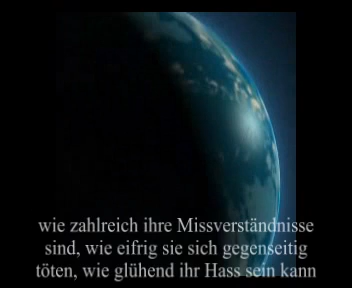 wie zahlreich ihre Missverständnisse
sind, wie eifrig sie sich gegenseitig
töten, wie glühend ihr Hass sein kann